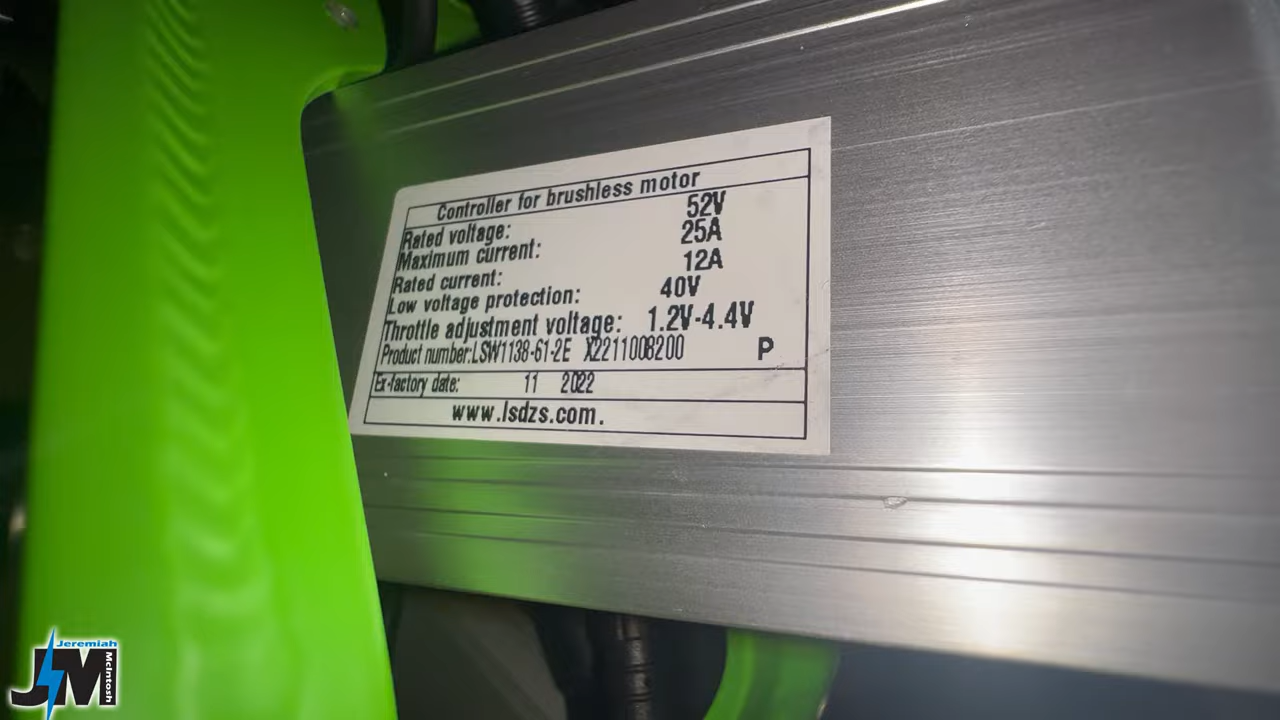 Controller for brushless motor
Rated voltage: 52V
Maximum current: 25A
Rated current: 12A
Low voltage protection: 40V
Throttle adjustment voltage: 1.2V-4.4V
Product number:LSW1138-61-2E X2211008200 P
Ex-factory date: 11 2022
www.lsdzs.com.
Jeremiah
JM
McIntosh